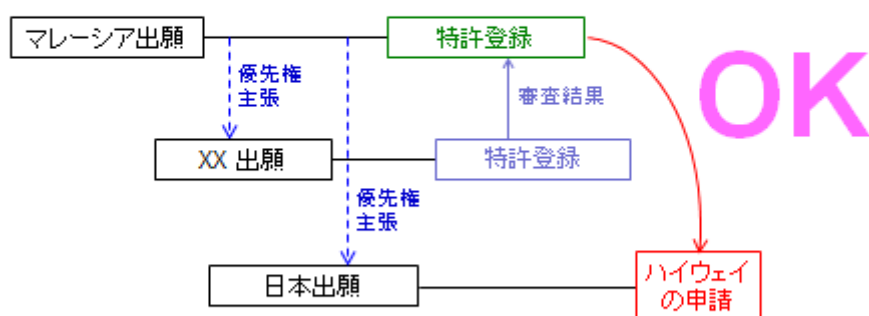 マレーシア出願
特許登録
OK
優先権
主張
審査結果
XX 出願
特許登録
優先権
主張
日本出願
ハイウェイ
の申請